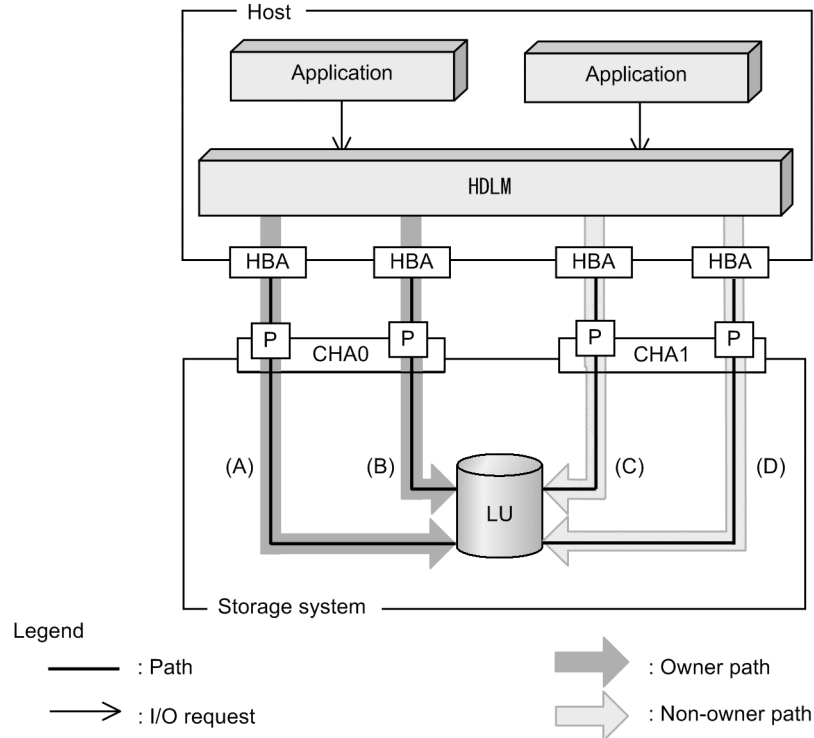 Host
Application
Application
HDLM
HBA
HBA
HBA
HBA
P
CHA0
P
P
CHA1
P
(A)
(B)
(C)
(D)
LU
Storage system
Legend
: Path
: Owner path
: I/O request
: Non-owner path